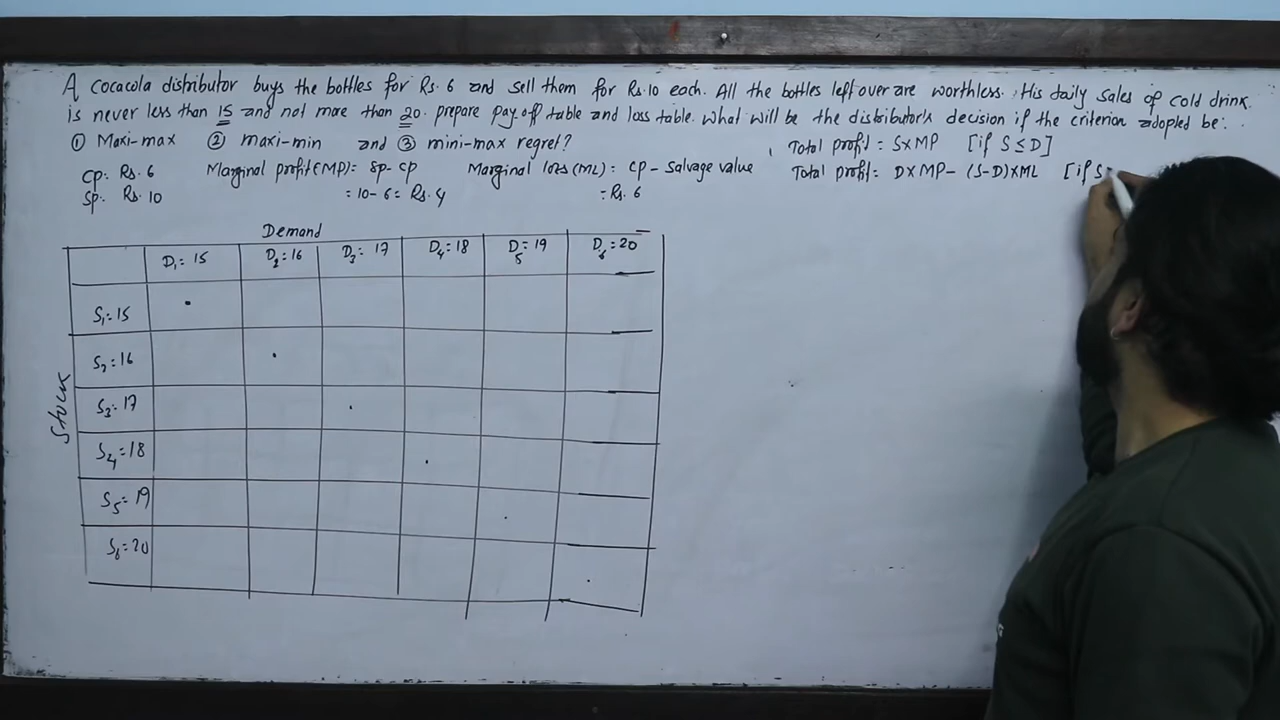 A cocacola distributor buys the bottles for Rs. 6 and sell them for Rs. 10 each. All the bottles left over are worthless. His daily sales of cold drink
is never less than 15 and not more than 20. prepare pay off table and loss table. what will be the distributor's decision if the criterion adopted be:
① Maxi-max ② maxi-min and ③ mini-max regret?
Total profit = S×MP [if S≤D]
CP: Rs. 6 Marginal profit(MP) = SP - CP Marginal loss(ML) = CP - Salvage value Total profit = D×MP - (S-D)×ML [if S
SP: Rs. 10 = 10-6 = Rs. 4 = Rs. 6
Demand
D1= 15 D2=16 D3= 17 D4=18 D5=19 D6=20
S1=15
S2=16
S3=17
S4=18
S5=19
S6=20
Stock